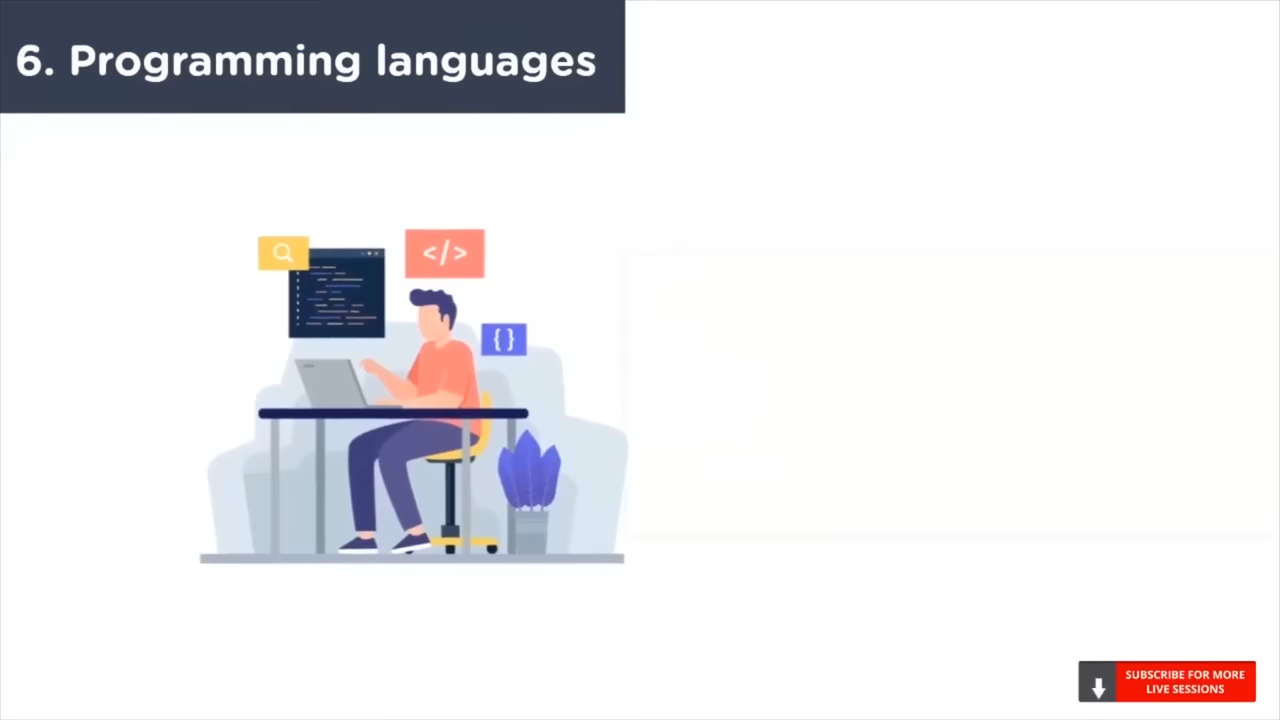 6. Programming languages
</>
{ }
SUBSCRIBE FOR MORE
LIVE SESSIONS